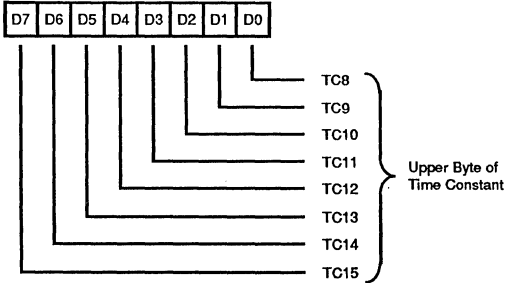 D7 D6 D5 D4 D3 D2 D1 D0
TC8
TC9
TC10
TC11
TC12
TC13
TC14
TC15
Upper Byte of
Time Constant